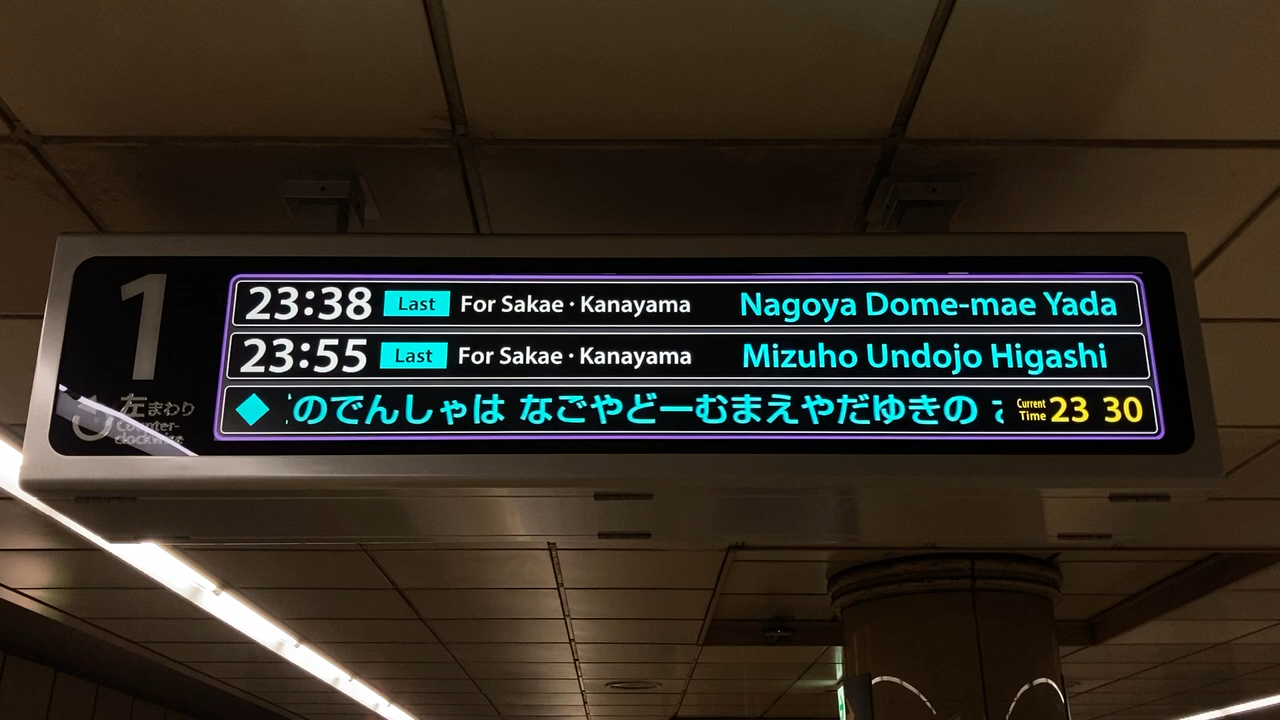 1
左まわり
Counter-
clockwise
23:38 Last For Sakae · Kanayama Nagoya Dome-mae Yada
23:55 Last For Sakae · Kanayama Mizuho Undojo Higashi
◆ のでんしゃは なごやどーむまえやだゆきの Current Time 23 30